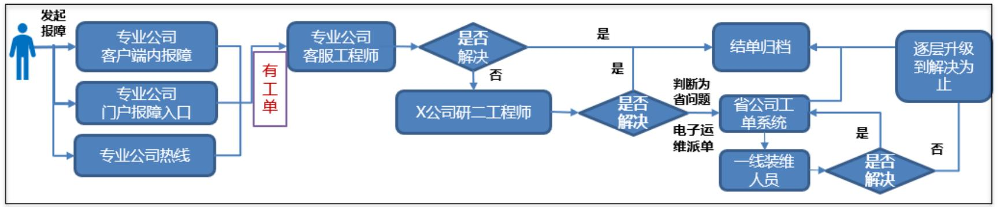 发起
报障
专业公司
客户端内报障
专业公司
门户报障入口
专业公司热线
有
工
单
专业公司
客服工程师
是否
解决
是
否
X公司研二工程师
是否
解决
是
判断为
省问题
电子运
维派单
结单归档
省公司工
单系统
一线装维
人员
是否
解决
是
否
逐层升级
到解决为
止